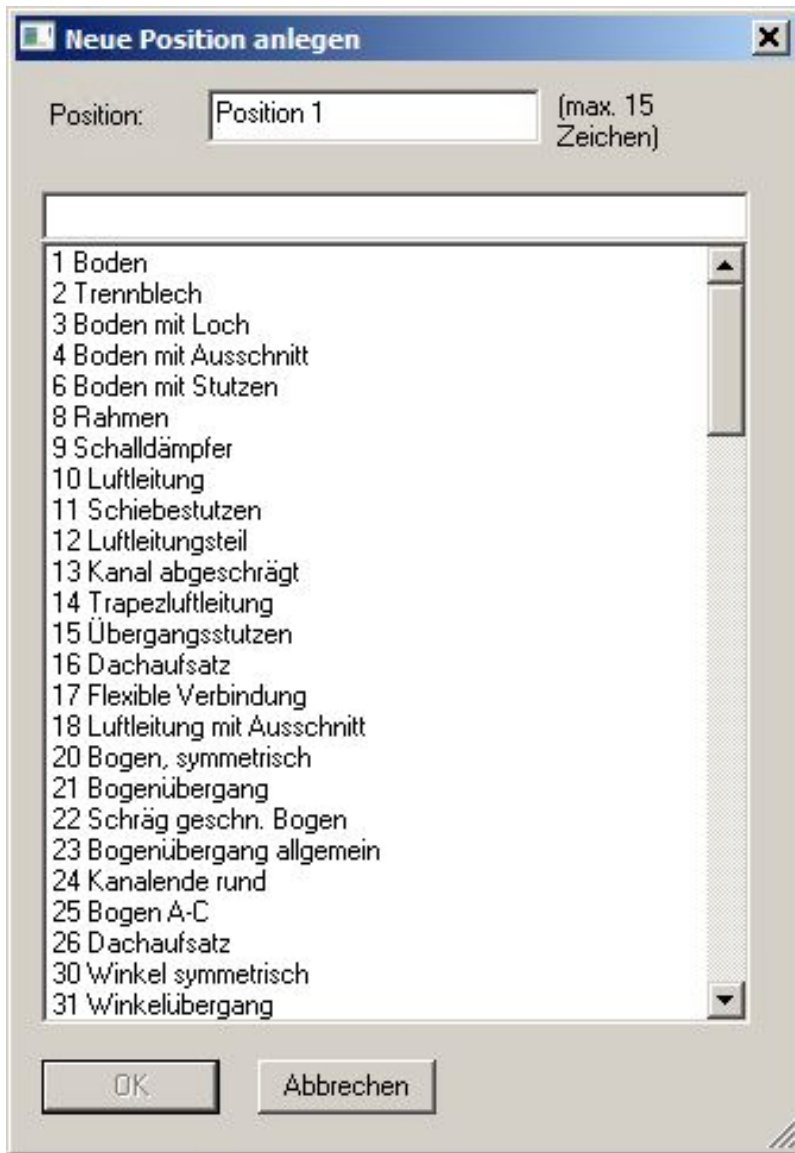 Neue Position anlegen
Position:
Position 1
(max. 15
Zeichen)
1 Boden
2 Trennblech
3 Boden mit Loch
4 Boden mit Ausschnitt
6 Boden mit Stutzen
8 Rahmen
9 Schalldämpfer
10 Luftleitung
11 Schiebestutzen
12 Luftleitungsteil
13 Kanal abgeschrägt
14 Trapezluftleitung
15 Übergangsstutzen
16 Dachaufsatz
17 Flexible Verbindung
18 Luftleitung mit Ausschnitt
20 Bogen, symmetrisch
21 Bogenübergang
22 Schräg geschn. Bogen
23 Bogenübergang allgemein
24 Kanalende rund
25 Bogen A-C
26 Dachaufsatz
30 Winkel symmetrisch
31 Winkelübergang
OK
Abbrechen